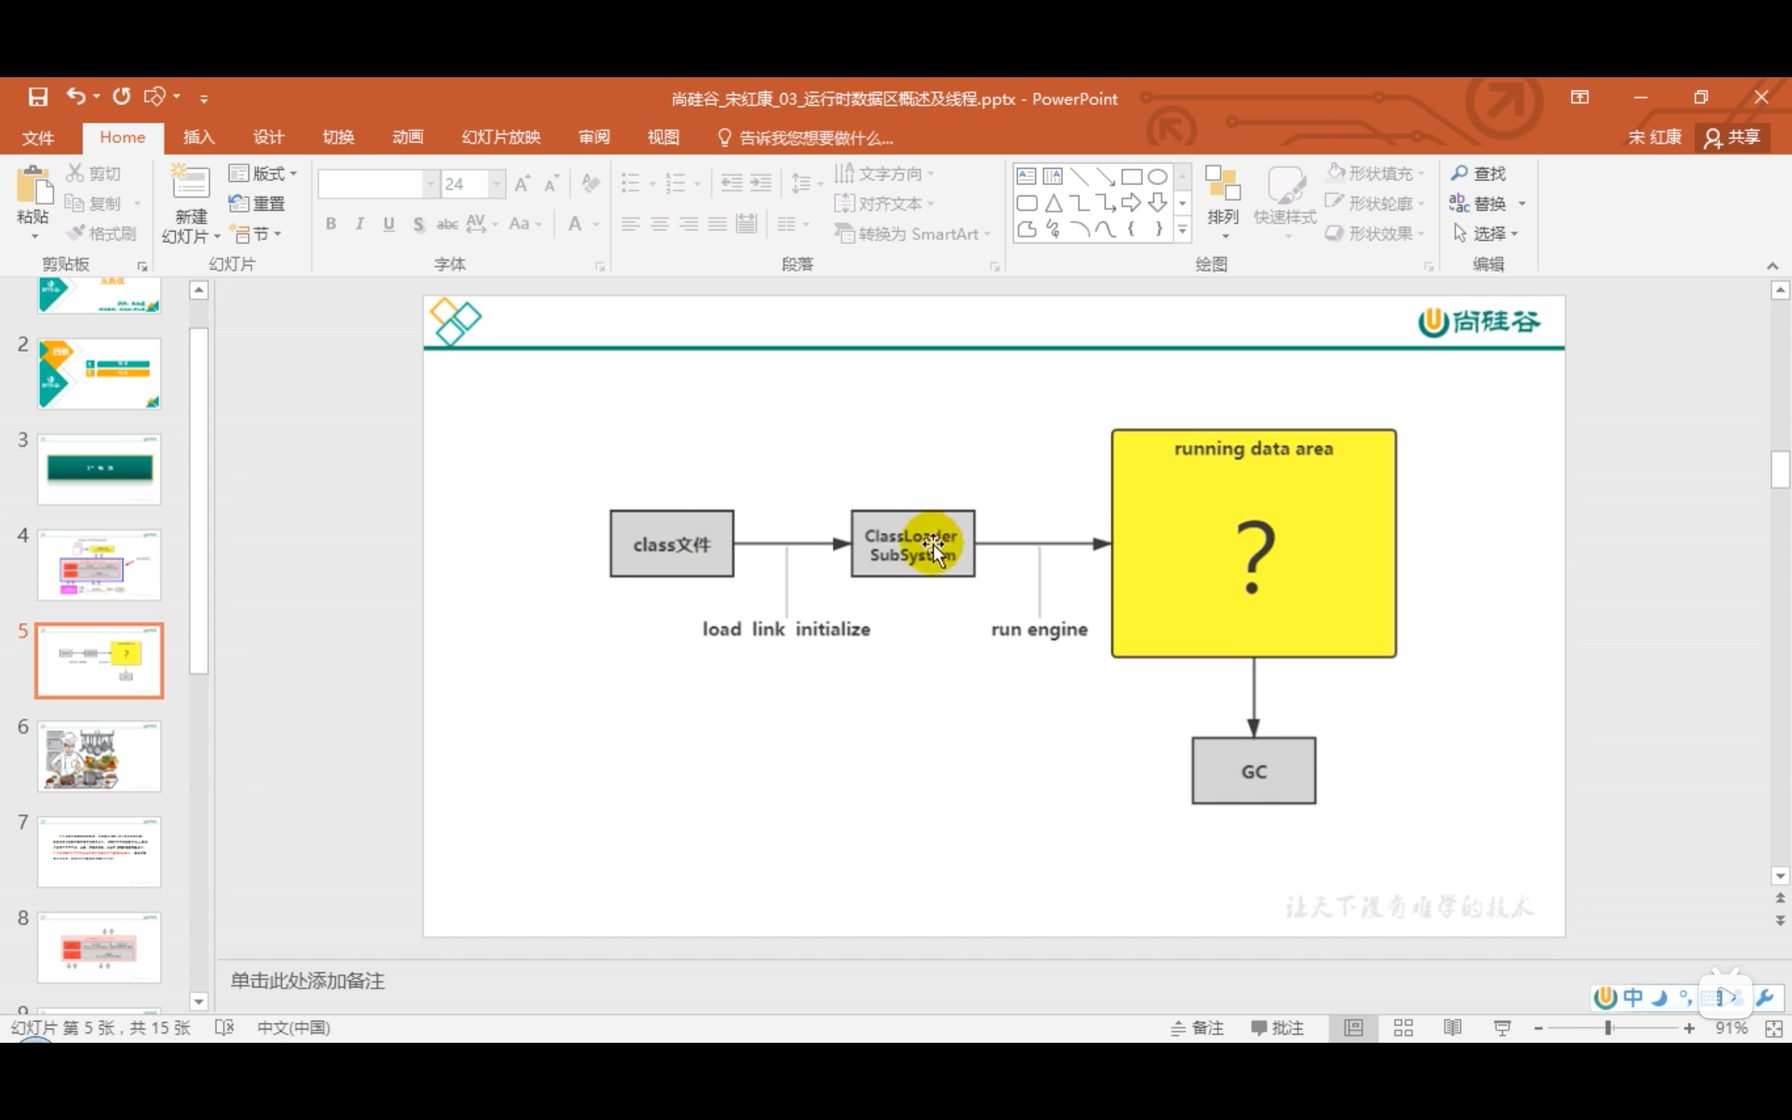 尚硅谷_宋红康_03_运行时数据区概述及线程.pptx - PowerPoint
文件 Home 插入 设计 切换 动画 幻灯片放映 审阅 视图 告诉我您想要做什么... 宋 红康 共享
粘贴 剪切 复制 格式刷
剪贴板
新建
幻灯片 版式 重置 节
幻灯片
24
B I U S abc AV Aa A
字体
文字方向
对齐文本
转换为 SmartArt
段落
排列 快速样式
形状填充
形状轮廓
形状效果
绘图
查找
替换
选择
编辑
2
3
4
5
6
7
8
尚硅谷
running data area
?
class文件
ClassLoader
SubSystem
load link initialize
run engine
GC
让天下没有难学的技术
单击此处添加备注
中
幻灯片 第 5 张，共 15 张 中文(中国) 备注 批注 91%